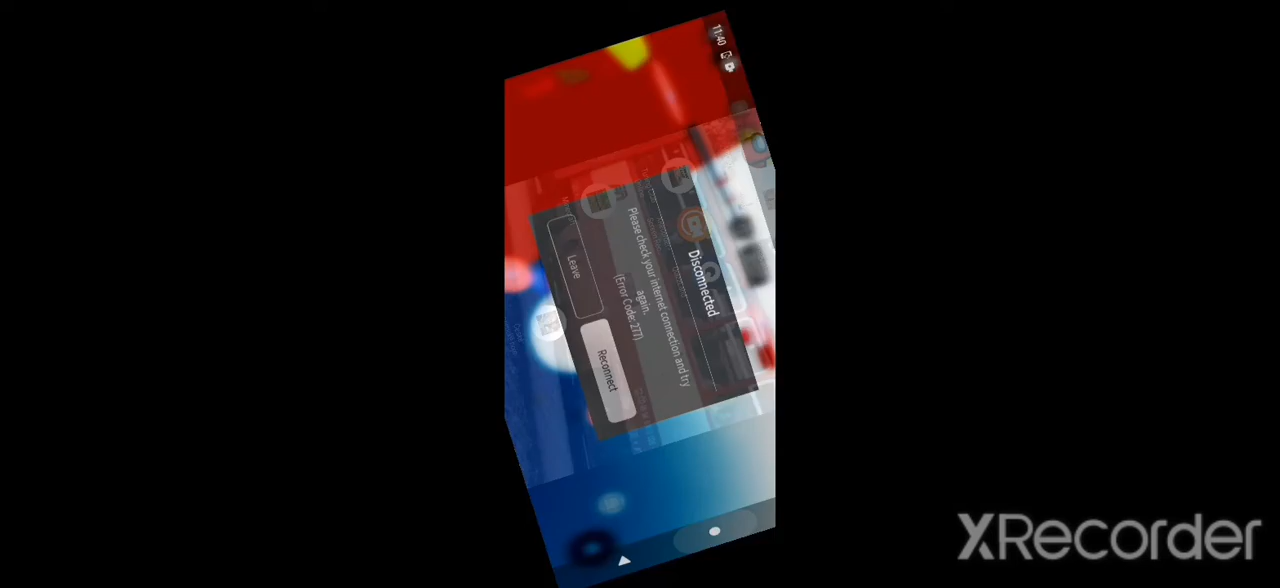 11:40
Disconnected
Please check your internet connection and try
again.
(Error Code: 277)
Leave
Reconnect
XRecorder